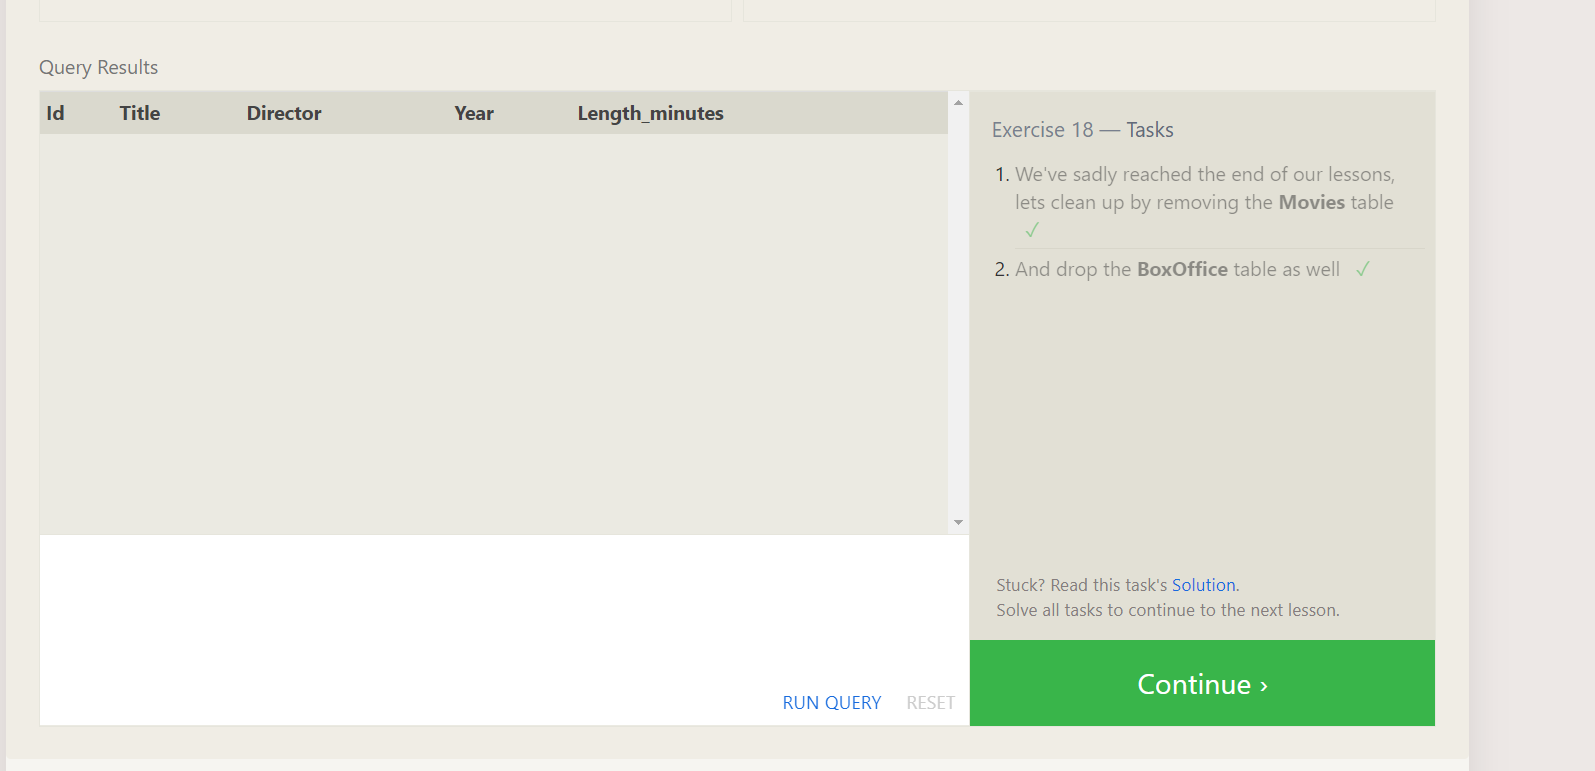 Query Results
Id Title Director Year Length_minutes
Exercise 18 — Tasks
1. We've sadly reached the end of our lessons,
lets clean up by removing the Movies table
✓
2. And drop the BoxOffice table as well ✓
Stuck? Read this task's Solution.
Solve all tasks to continue to the next lesson.
RUN QUERY RESET
Continue ›